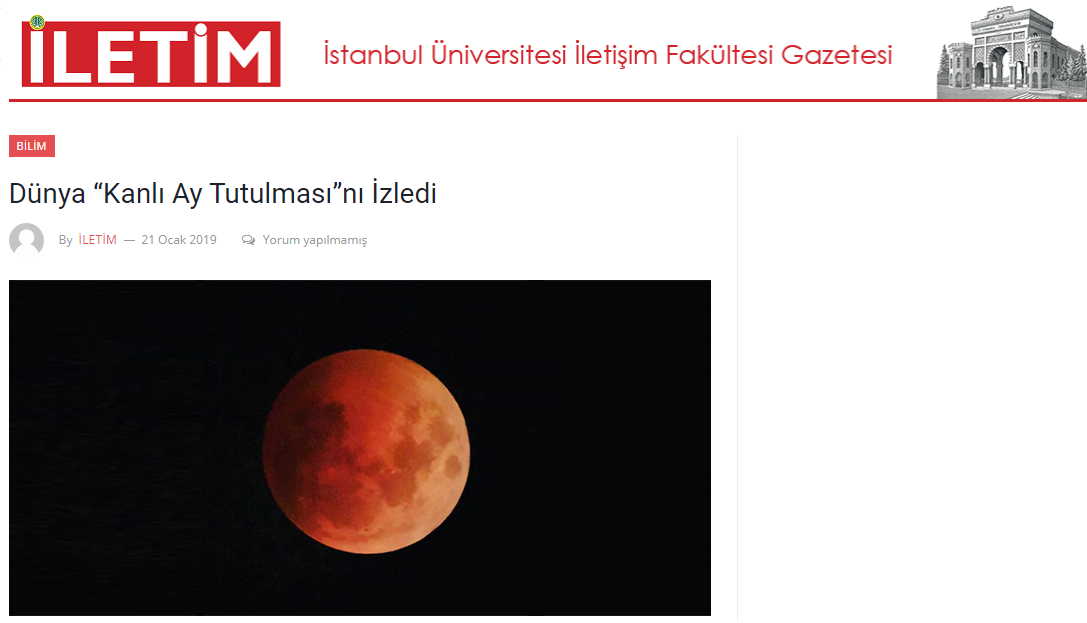 İLETİM
İstanbul Üniversitesi İletişim Fakültesi Gazetesi
BİLİM
Dünya “Kanlı Ay Tutulması”nı İzledi
By İLETİM — 21 Ocak 2019 Yorum yapılmamış